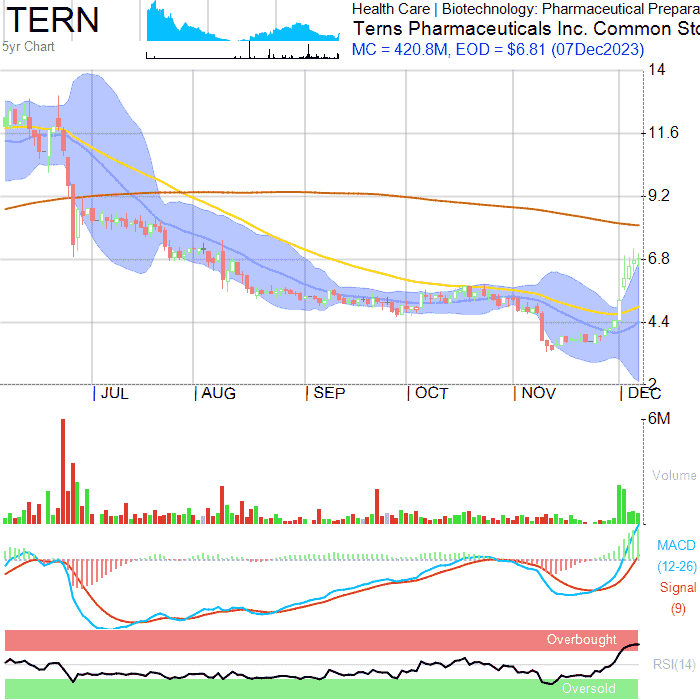 TERN
5yr Chart
Health Care | Biotechnology: Pharmaceutical Prepara
Terns Pharmaceuticals Inc. Common Sto
MC = 420.8M, EOD = $6.81 (07Dec2023)
14
11.6
9.2
6.8
4.4
2
JUL
AUG
SEP
OCT
NOV
DEC
6M
Volume
MACD
(12-26)
Signal
(9)
Overbought
RSI(14)
Oversold